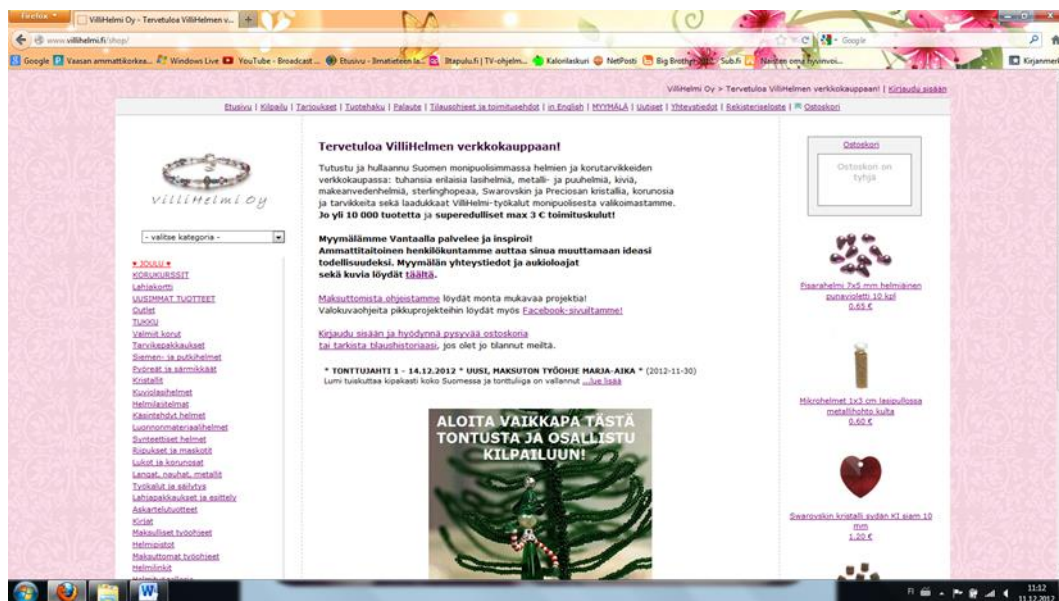 Firefox
VilliHelmi Oy - Tervetuloa VilliHelmen v...
www.villihelmi.fi/shop/
Google
Google
Vaasan ammattikorkea...
Windows Live
YouTube - Broadcast ...
Etusivu - Ilmatieteen la...
Iltapulu.fi | TV-ohjelm...
Kalorilaskuri
NetPosti
Big Brother 2012 - Sub.fi
Naisten oma hyvinvoi...
Kirjanmerk
VilliHelmi Oy > Tervetuloa VilliHelmen verkkokauppaan! | Kirjaudu sisään
Etusivu | Kilpailu | Tarjoukset | Tuotehaku | Palaute | Tilausohjeet ja toimitusehdot | in English | MYYMÄLÄ | Uutiset | Yhteystiedot | Rekisteriseloste | Ostoskori
VilliHelmi Oy
- valitse kategoria -
♥ JOULU ♥
KORUKURSSIT
Lahjakortti
UUSIMMAT TUOTTEET
Outlet
TUKKU
Valmiit korut
Tarvikepakkaukset
Siemen- ja putkihelmet
Pyöreät ja särmikkäät
Kristallit
Kuviolasihelmet
Helmilajitelmat
Käsintehdyt helmet
Luonnonmateriaalihelmet
Synteettiset helmet
Riipukset ja maskotit
Lukot ja korunosat
Langat, nauhat, metallit
Työkalut ja säilytys
Lahjapakkaukset ja esittely
Askartelutuotteet
Kirjat
Maksulliset työohjeet
Helmipistot
Maksuttomat työohjeet
Helmilinkit
Tervetuloa VilliHelmen verkkokauppaan!
Tutustu ja hullaannu Suomen monipuolisimmassa helmien ja korutarvikkeiden
verkkokaupassa: tuhansia erilaisia lasihelmiä, metalli- ja puuhelmiä, kiviä,
makeanvedenhelmiä, sterlinghopeaa, Swarovskin ja Preciosan kristallia, korunosia
ja tarvikkeita sekä laadukkaat VilliHelmi-työkalut monipuolisesta valikoimastamme.
Jo yli 10 000 tuotetta ja superedulliset max 3 € toimituskulut!
Myymälämme Vantaalla palvelee ja inspiroi!
Ammattitaitoinen henkilökuntamme auttaa sinua muuttamaan ideasi
todellisuudeksi. Myymälän yhteystiedot ja aukioloajat
sekä kuvia löydät täältä.
Maksuttomista ohjeistamme löydät monta mukavaa projektia!
Valokuvaohjeita pikkuprojekteihin löydät myös Facebook-sivuiltamme!
Kirjaudu sisään ja hyödynnä pysyvää ostoskoria
tai tarkista tilaushistoriaasi, jos olet jo tilannut meiltä.
* TONTTUJAHTI 1 - 14.12.2012 * UUSI, MAKSUTON TYÖOHJE MARJA-AIKA * (2012-11-30)
Lumi tuiskuttaa kipakasti koko Suomessa ja tonttuliiga on vallannut ...lue lisää
ALOITA VAIKKAPA TÄSTÄ
TONTUSTA JA OSALLISTU
KILPAILUUN!
Ostoskori
Ostoskori on
tyhjä
Pisarahelmi 7x5 mm helmiäinen
punavioletti 10 kpl
0.65 €
Mikrohelmet 1x3 cm lasipullossa
metallihohto kulta
0.60 €
Swarovskin kristalli sydän KI siam 10
mm
1.20 €
FI
11:12
11.12.2012